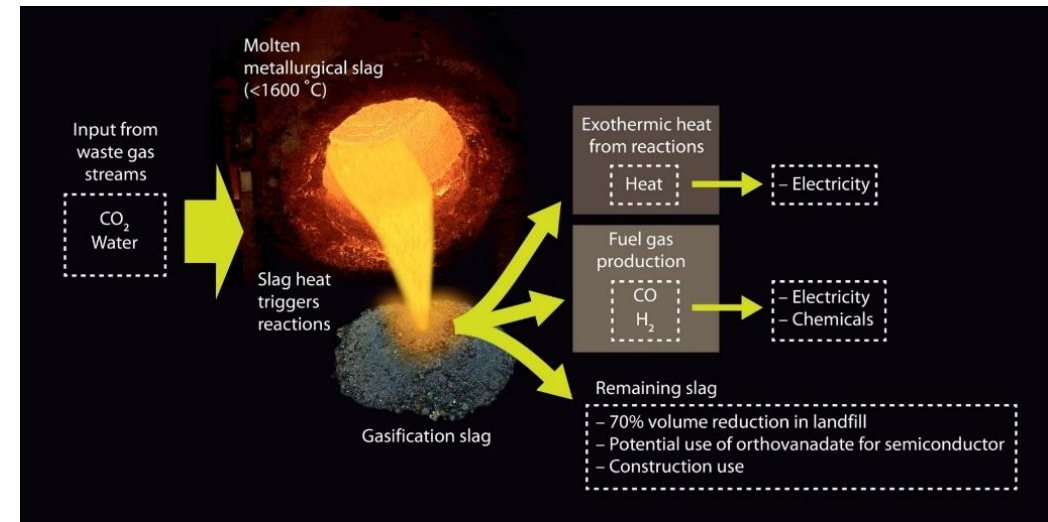 Molten
metallurgical slag
(<1600 ˚C)
Input from
waste gas
streams
CO₂
Water
Slag heat
triggers
reactions
Gasification slag
Exothermic heat
from reactions
Heat
– Electricity
Fuel gas
production
CO
H₂
– Electricity
– Chemicals
Remaining slag
– 70% volume reduction in landfill
– Potential use of orthovanadate for semiconductor
– Construction use